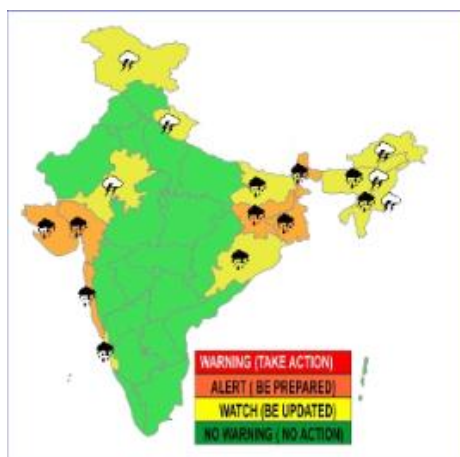 WARNING (TAKE ACTION)
ALERT ( BE PREPARED)
WATCH (BE UPDATED)
NO WARNING ( NO ACTION)